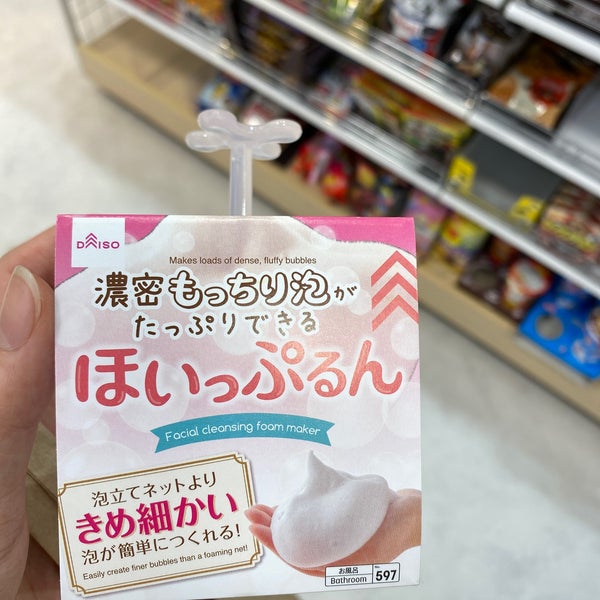 DAISO
Makes loads of dense, fluffy bubbles
濃密もっちり泡が
たっぷりできる
ほいっぷるん
Facial cleansing foam maker
泡立てネットより
きめ細かい
泡が簡単につくれる!
Easily create finer bubbles than a foaming net!
お風呂
Bathroom
No.
597